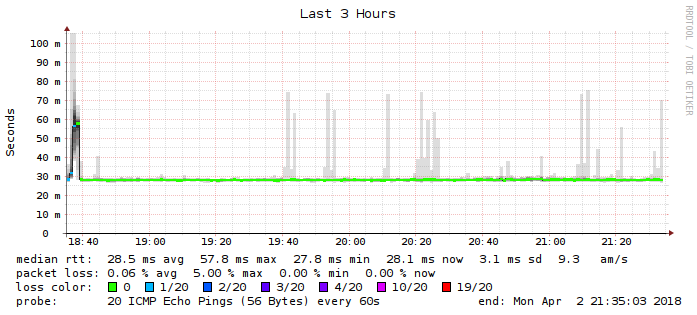 Last 3 Hours
RRDTOOL / TOBI OETIKER
Seconds
100 m
90 m
80 m
70 m
60 m
50 m
40 m
30 m
20 m
10 m
0
18:40 19:00 19:20 19:40 20:00 20:20 20:40 21:00 21:20
median rtt: 28.5 ms avg 57.8 ms max 27.8 ms min 28.1 ms now 3.1 ms sd 9.3 am/s
packet loss: 0.06 % avg 5.00 % max 0.00 % min 0.00 % now
loss color: 0 1/20 2/20 3/20 4/20 10/20 19/20
probe: 20 ICMP Echo Pings (56 Bytes) every 60s end: Mon Apr 2 21:35:03 2018